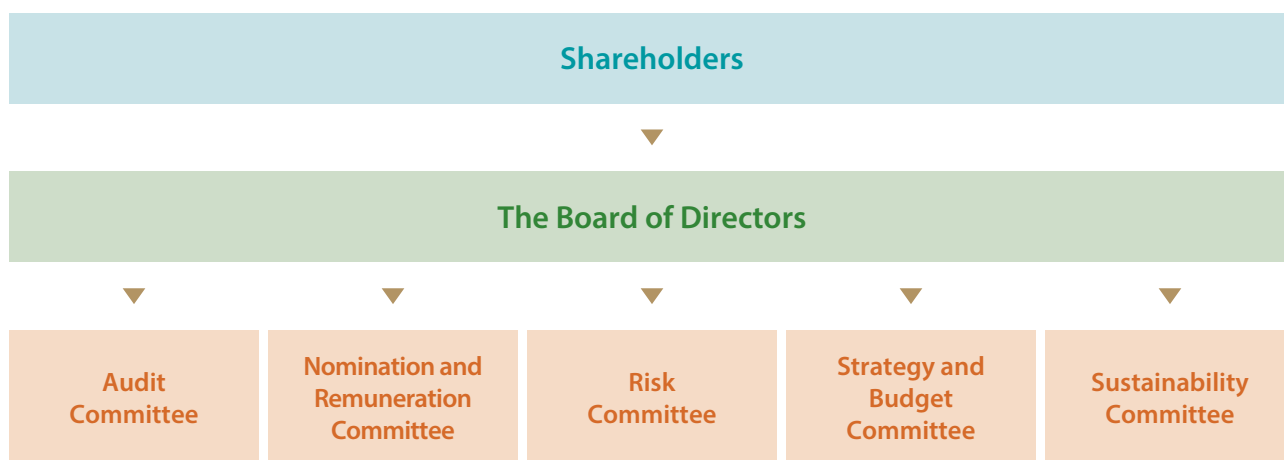 Shareholders
The Board of Directors
Audit
Committee
Nomination and
Remuneration
Committee
Risk
Committee
Strategy and
Budget
Committee
Sustainability
Committee